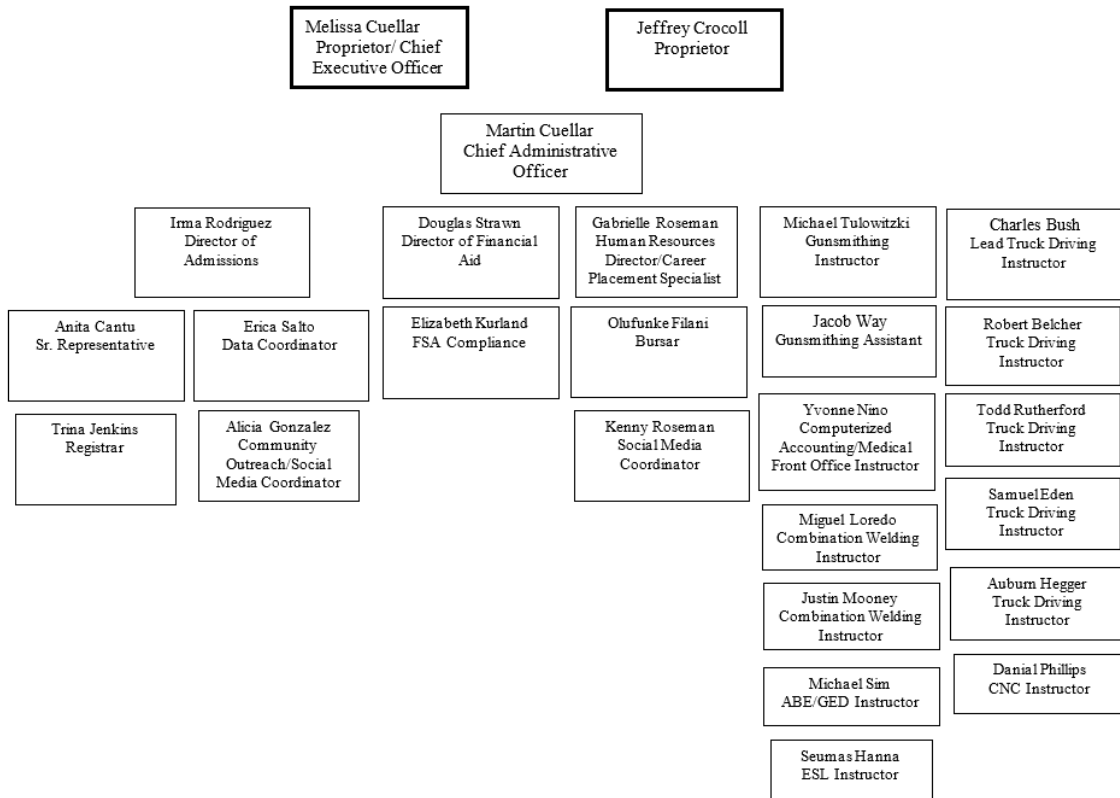 Melissa Cuellar
Proprietor/ Chief
Executive Officer
Jeffrey Crocoll
Proprietor
Martin Cuellar
Chief Administrative
Officer
Irma Rodriguez
Director of
Admissions
Douglas Strawn
Director of Financial
Aid
Gabrielle Roseman
Human Resources
Director/Career
Placement Specialist
Michael Tulowitzki
Gunsmithing
Instructor
Charles Bush
Lead Truck Driving
Instructor
Anita Cantu
Sr. Representative
Erica Salto
Data Coordinator
Elizabeth Kurland
FSA Compliance
Olufunke Filani
Bursar
Jacob Way
Gunsmithing Assistant
Robert Belcher
Truck Driving
Instructor
Trina Jenkins
Registrar
Alicia Gonzalez
Community
Outreach/Social
Media Coordinator
Kenny Roseman
Social Media
Coordinator
Yvonne Nino
Computerized
Accounting/Medical
Front Office Instructor
Todd Rutherford
Truck Driving
Instructor
Samuel Eden
Truck Driving
Instructor
Miguel Loredo
Combination Welding
Instructor
Auburn Hegger
Truck Driving
Instructor
Justin Mooney
Combination Welding
Instructor
Danial Phillips
CNC Instructor
Michael Sim
ABE/GED Instructor
Seumas Hanna
ESL Instructor